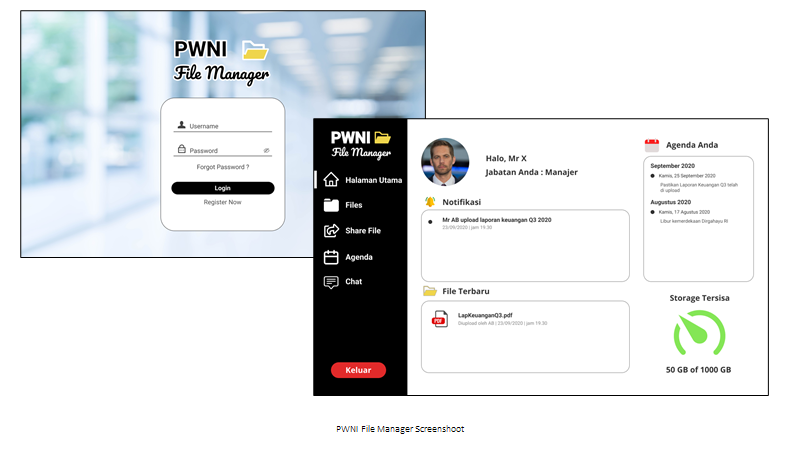 PWNI
File Manager
Username
Password
Forgot Password ?
Login
Register Now
PWNI
File Manager
Halaman Utama
Files
Share File
Agenda
Chat
Keluar
Halo, Mr X
Jabatan Anda : Manajer
Notifikasi
Mr AB upload laporan keuangan Q3 2020
23/09/2020 | jam 19:30
File Terbaru
PDF
LapKeuanganQ3.pdf
Diupload oleh AB | 23/09/2020 | jam 19:30
Agenda Anda
September 2020
Kamis, 25 September 2020
Pastikan Laporan Keuangan Q3 telah
di upload
Augustus 2020
Kamis, 17 Agustus 2020
Libur kemerdekaan Dirgahayu RI
Storage Tersisa
50 GB of 1000 GB
PWNI File Manager Screenshoot